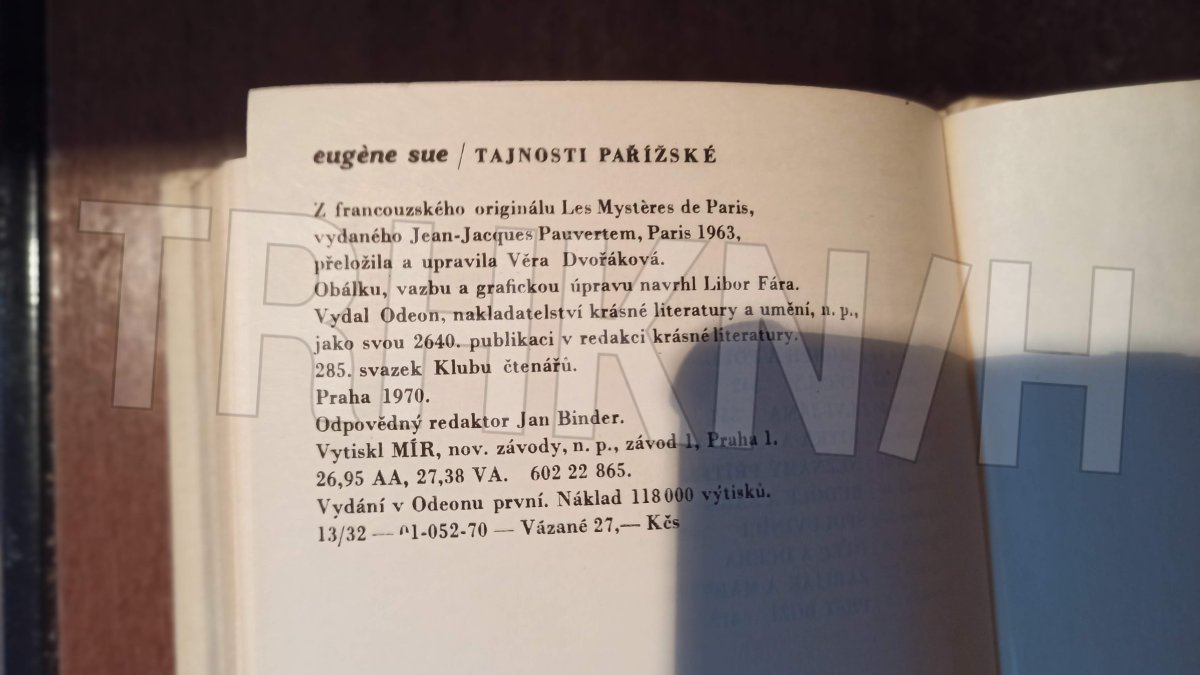 eugène sue / TAJNOSTI PAŘÍŽSKÉ
Z francouzského originálu Les Mystères de Paris,
vydaného Jean-Jacques Pauvertem, Paris 1963,
přeložila a upravila Věra Dvořáková.
Obálku, vazbu a grafickou úpravu navrhl Libor Fára.
Vydal Odeon, nakladatelství krásné literatury a umění, n. p.,
jako svou 2640. publikaci v redakci krásné literatury.
285. svazek Klubu čtenářů.
Praha 1970.
Odpovědný redaktor Jan Binder.
Vytiskl MÍR, nov. závody, n. p., závod 1, Praha 1.
26,95 AA, 27,38 VA. 602 22 865.
Vydání v Odeonu první. Náklad 118 000 výtisků.
13/32 — 01-052-70 — Vázané 27,— Kčs